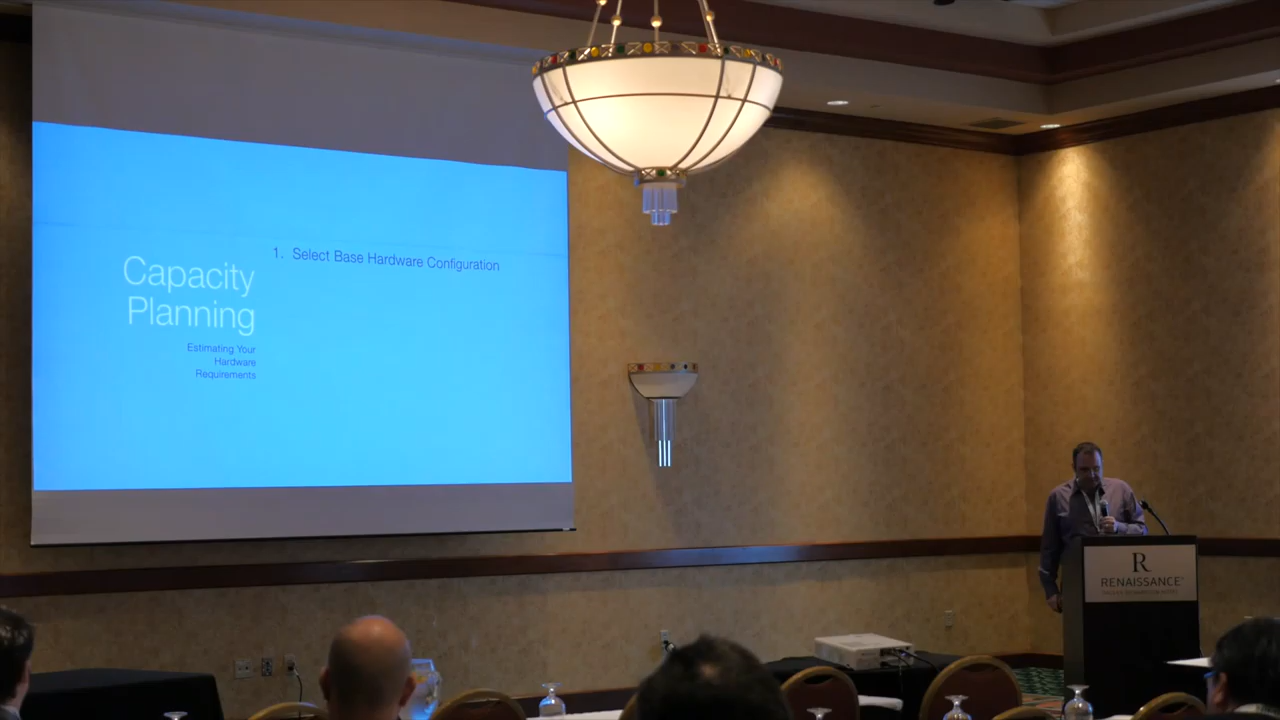 Capacity
Planning
Estimating Your
Hardware
Requirements
1. Select Base Hardware Configuration
R
RENAISSANCE